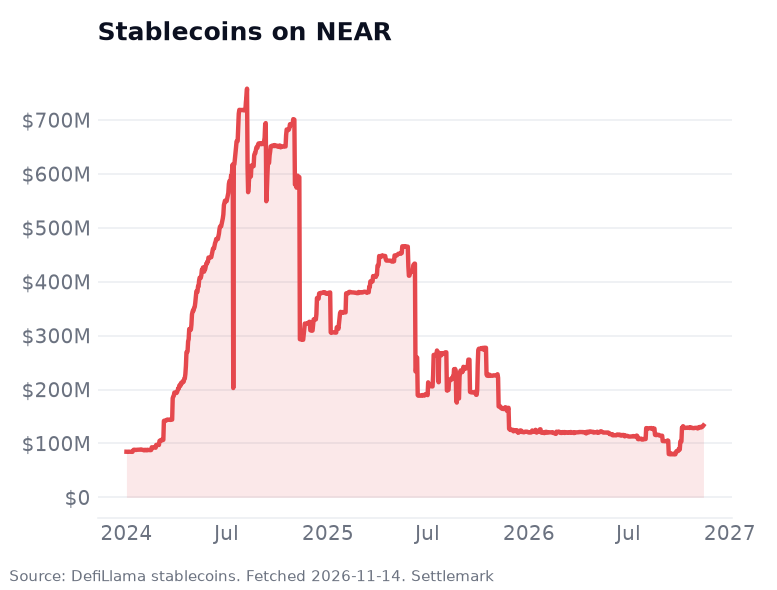 Stablecoins on NEAR
$700M
$600M
$500M
$400M
$300M
$200M
$100M
$0
2024 Jul 2025 Jul 2026 Jul 2027
Source: DefiLlama stablecoins. Fetched 2026-11-14. Settlemark